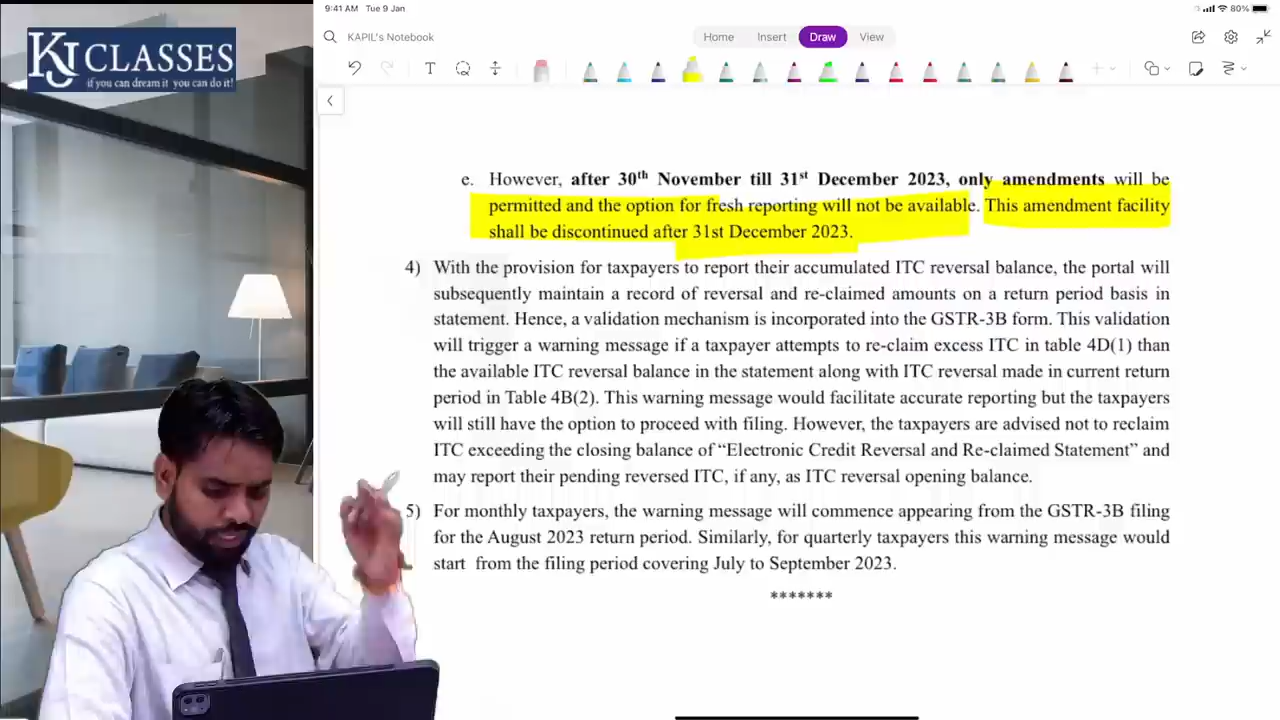 9:41 AM Tue 9 Jan
80%
KJ CLASSES
if you can dream it you can do it!
KAPIL's Notebook
Home Insert Draw View
e. However, after 30th November till 31st December 2023, only amendments will be
permitted and the option for fresh reporting will not be available. This amendment facility
shall be discontinued after 31st December 2023.
4) With the provision for taxpayers to report their accumulated ITC reversal balance, the portal will
subsequently maintain a record of reversal and re-claimed amounts on a return period basis in
statement. Hence, a validation mechanism is incorporated into the GSTR-3B form. This validation
will trigger a warning message if a taxpayer attempts to re-claim excess ITC in table 4D(1) than
the available ITC reversal balance in the statement along with ITC reversal made in current return
period in Table 4B(2). This warning message would facilitate accurate reporting but the taxpayers
will still have the option to proceed with filing. However, the taxpayers are advised not to reclaim
ITC exceeding the closing balance of “Electronic Credit Reversal and Re-claimed Statement” and
may report their pending reversed ITC, if any, as ITC reversal opening balance.
5) For monthly taxpayers, the warning message will commence appearing from the GSTR-3B filing
for the August 2023 return period. Similarly, for quarterly taxpayers this warning message would
start from the filing period covering July to September 2023.
*******